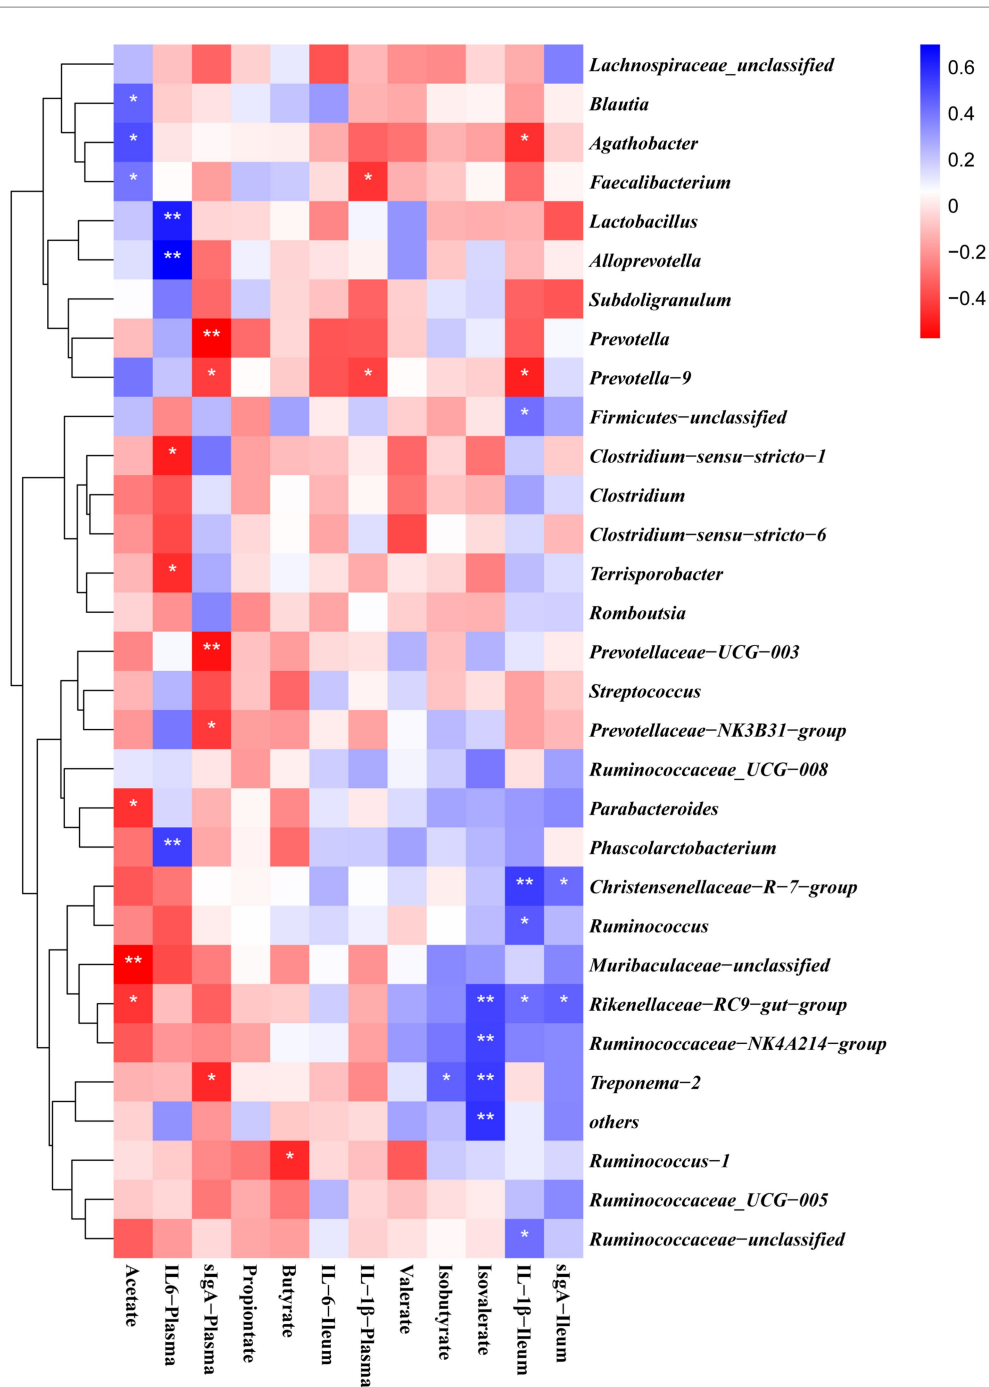 Lachnospiraceae_unclassified
Blautia
*
Agathobacter
* *
Faecalibacterium
* *
Lactobacillus
**
Alloprevotella
**
Subdoligranulum
Prevotella
**
Prevotella−9
* * *
Firmicutes−unclassified
*
Clostridium−sensu−stricto−1
*
Clostridium
Clostridium−sensu−stricto−6
Terrisporobacter
*
Romboutsia
Prevotellaceae−UCG−003
**
Streptococcus
Prevotellaceae−NK3B31−group
*
Ruminococcaceae_UCG−008
Parabacteroides
*
Phascolarctobacterium
**
Christensenellaceae−R−7−group
** *
Ruminococcus
*
Muribaculaceae−unclassified
**
Rikenellaceae−RC9−gut−group
* ** * *
Ruminococcaceae−NK4A214−group
**
Treponema−2
* * **
others
**
Ruminococcus−1
*
Ruminococcaceae_UCG−005
Ruminococcaceae−unclassified
*
Acetate
IL6−Plasma
sIgA−Plasma
Propiontate
Butyrate
IL−6−Ileum
IL−1β−Plasma
Valerate
Isobutyrate
Isovalerate
IL−1β−Ileum
sIgA−Ileum
0.6
0.4
0.2
0
−0.2
−0.4